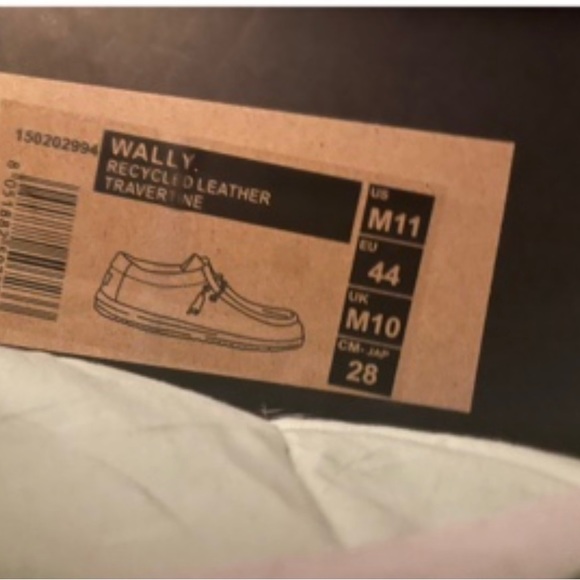 150202994
WALLY.
RECYCLED LEATHER
TRAVERTINE
US
M11
EU
44
UK
M10
CM-JAP
28